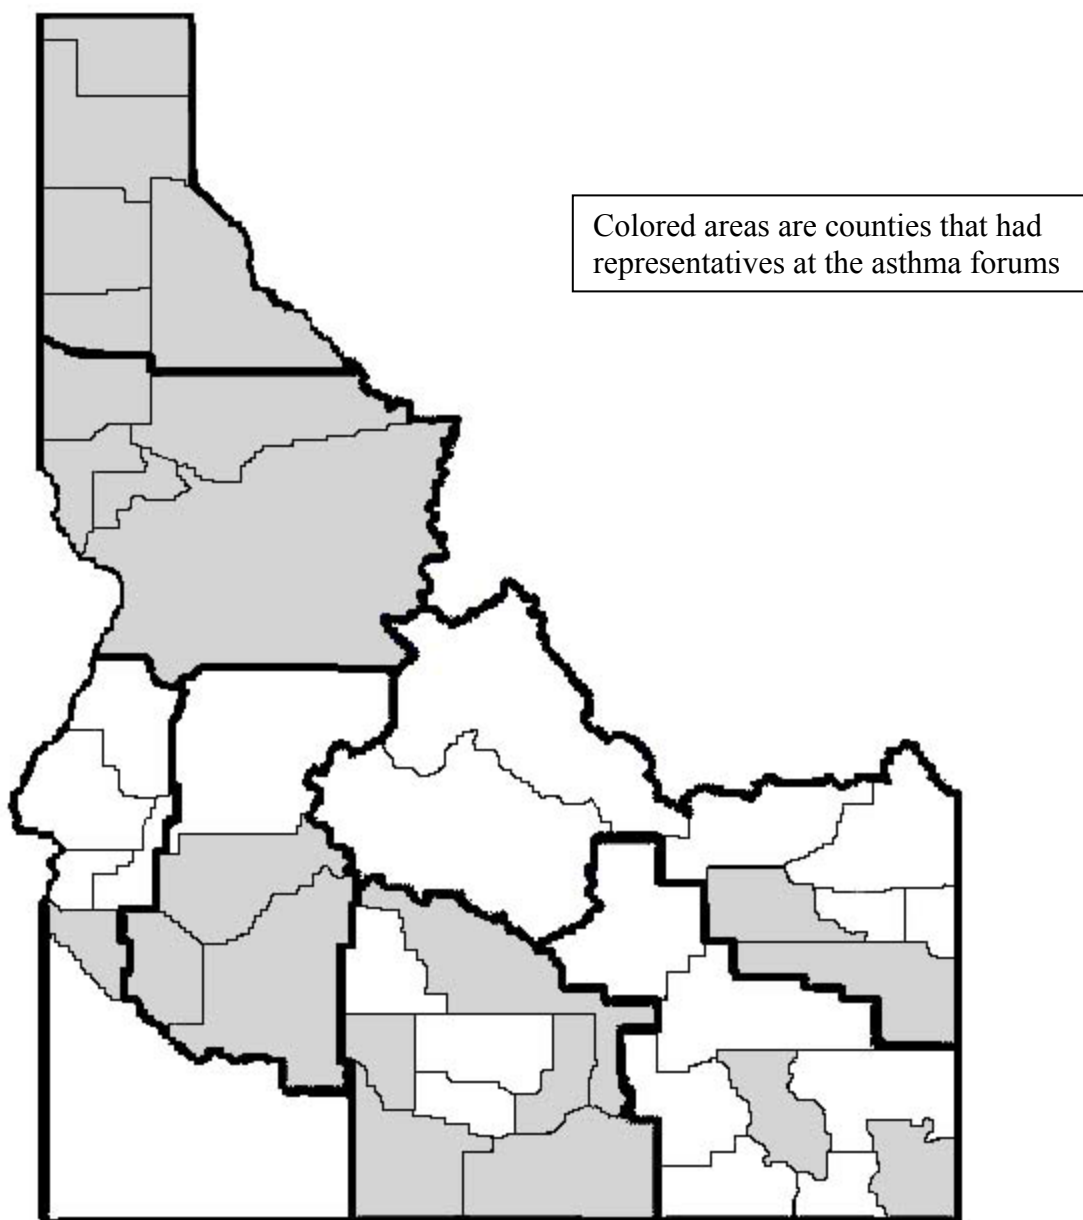 Colored areas are counties that had
representatives at the asthma forums